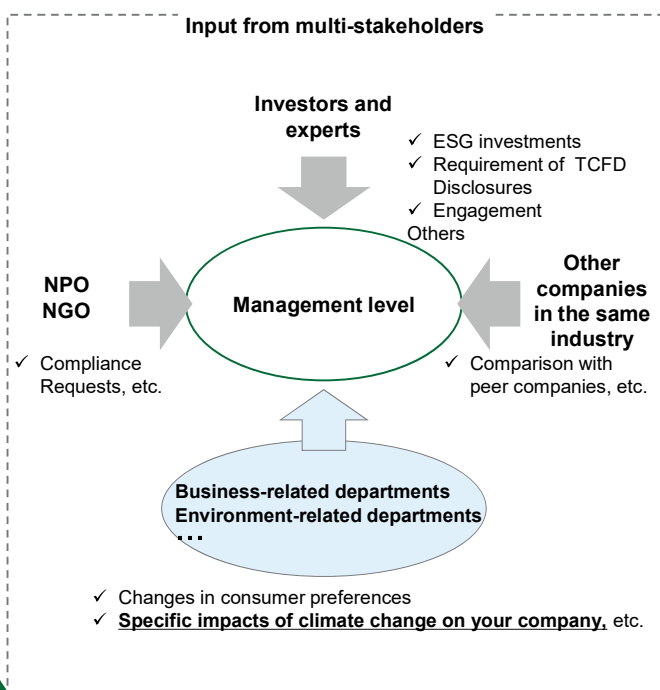 Input from multi-stakeholders
Investors and
experts
✓ ESG investments
✓ Requirement of TCFD
Disclosures
✓ Engagement
Others
NPO
NGO
✓ Compliance
Requests, etc.
Management level
Other
companies
in the same
industry
✓ Comparison with
peer companies, etc.
Business-related departments
Environment-related departments
...
✓ Changes in consumer preferences
✓ Specific impacts of climate change on your company, etc.